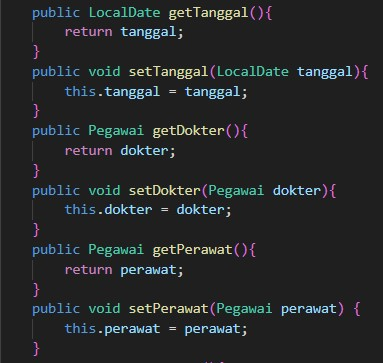 public LocalDate getTanggal(){
return tanggal;
}
public void setTanggal(LocalDate tanggal){
this.tanggal = tanggal;
}
public Pegawai getDokter(){
return dokter;
}
public void setDokter(Pegawai dokter){
this.dokter = dokter;
}
public Pegawai getPerawat(){
return perawat;
}
public void setPerawat(Pegawai perawat) {
this.perawat = perawat;
}